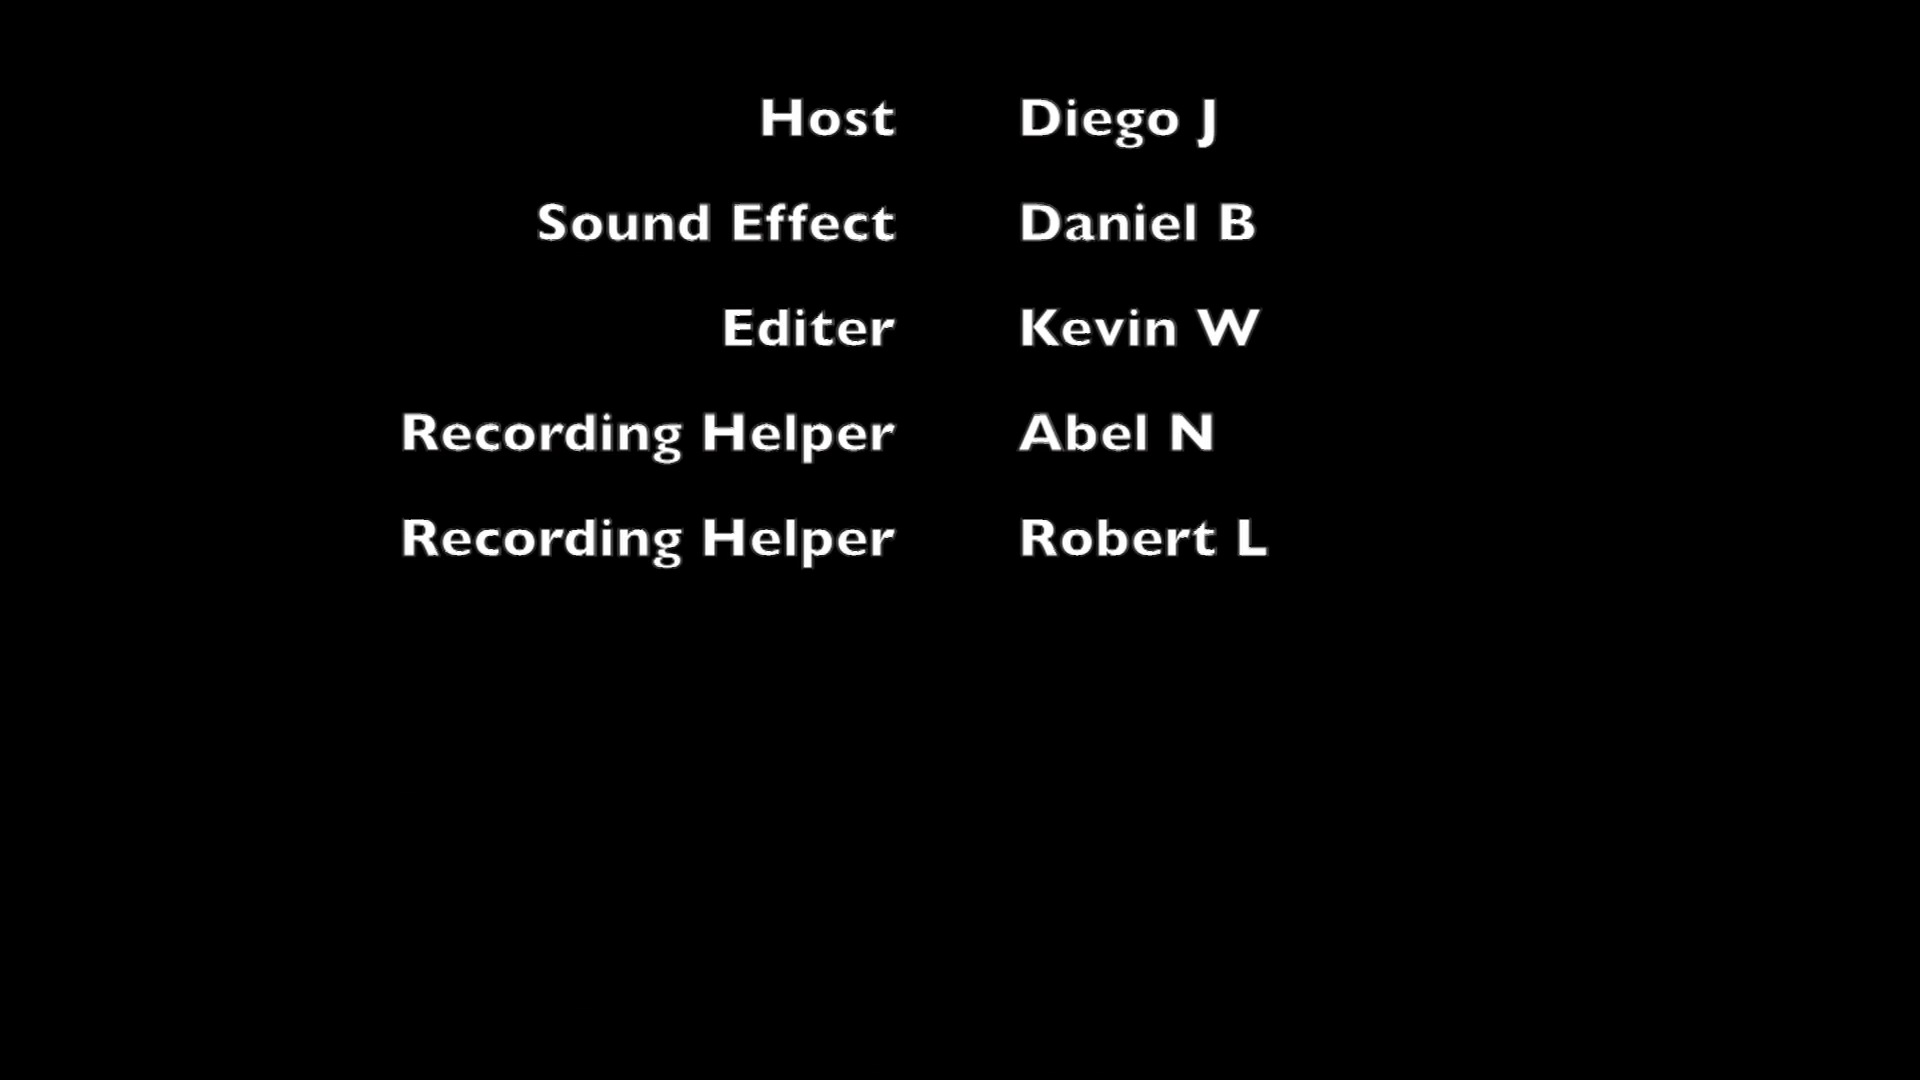 Host Diego J
Sound Effect Daniel B
Editer Kevin W
Recording Helper Abel N
Recording Helper Robert L